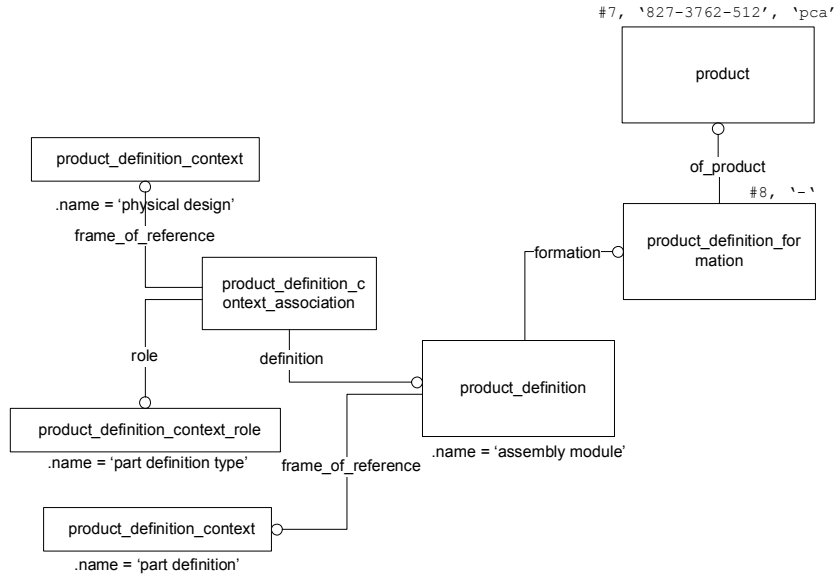 #7, ‘827-3762-512’, ‘pca’
product
of_product
#8, ‘-‘
product_definition_for
mation
formation
product_definition_context
.name = ‘physical design’
frame_of_reference
product_definition_c
ontext_association
role
definition
product_definition
.name = ‘assembly module’
product_definition_context_role
.name = ‘part definition type’
frame_of_reference
product_definition_context
.name = ‘part definition’